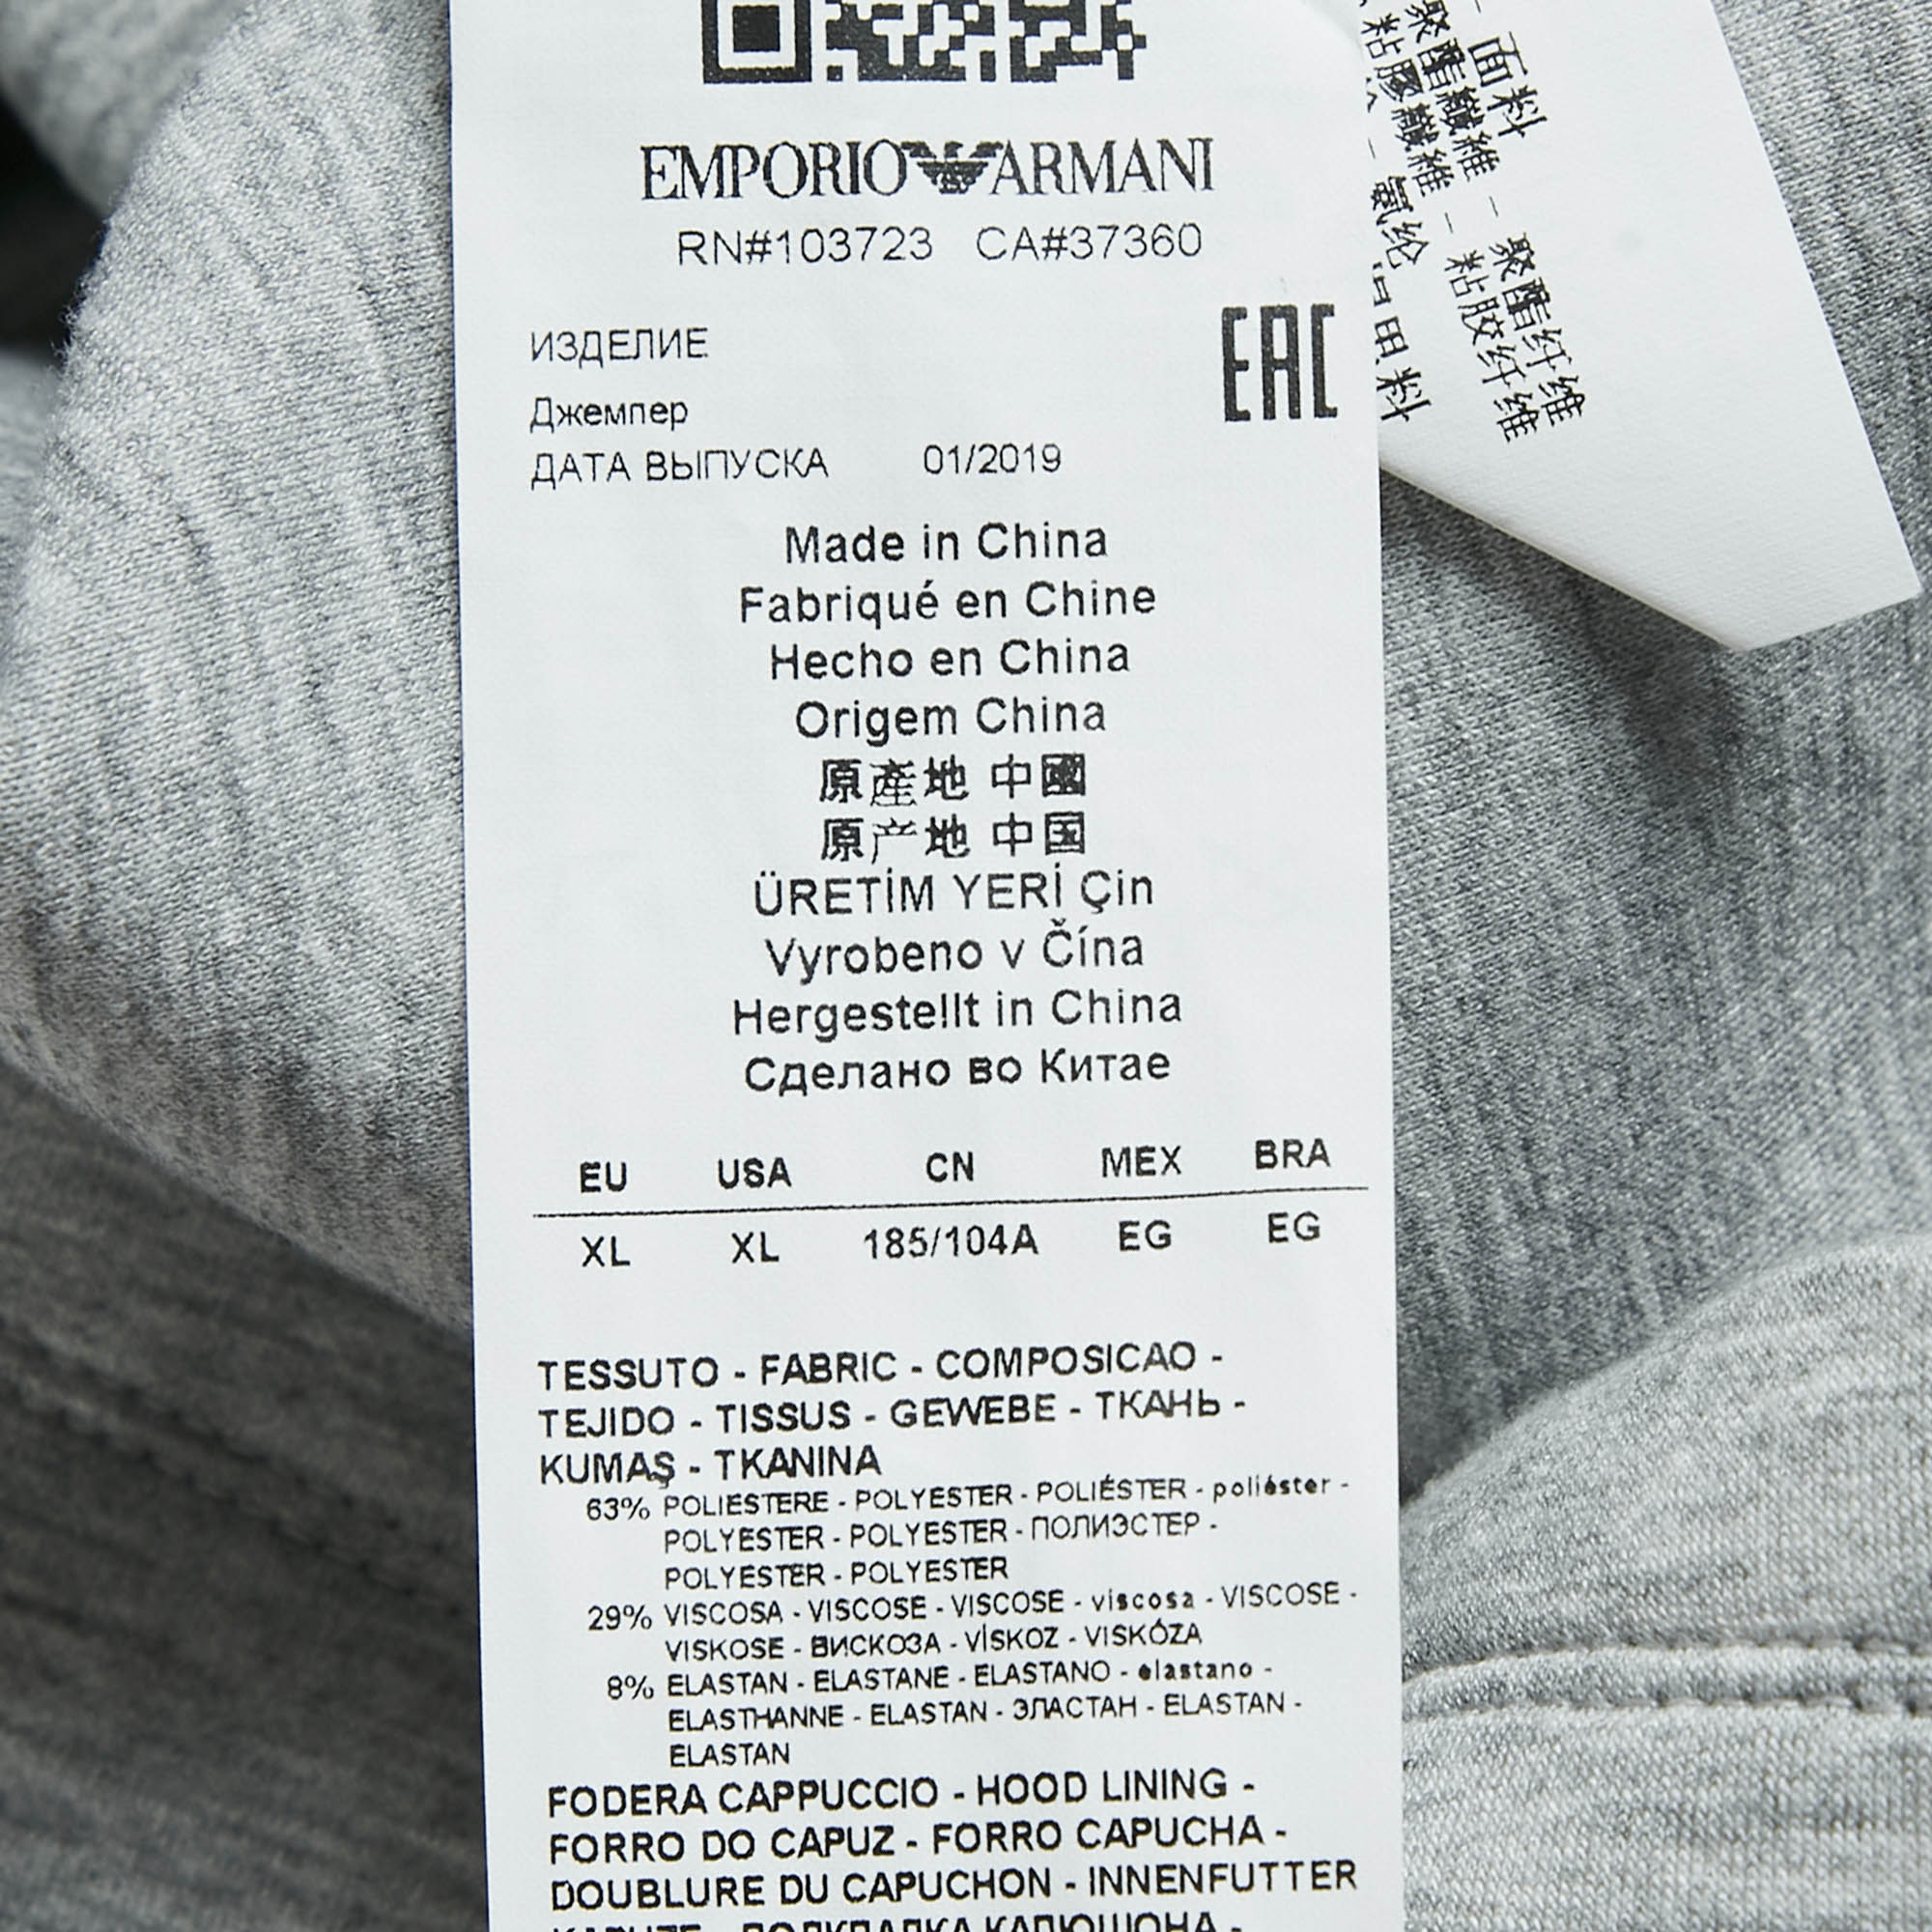 EMPORIO ARMANI
RN#103723 CA#37360
ИЗДЕЛИЕ
EAC
Джемпер
ДАТА ВЫПУСКА 01/2019
Made in China
Fabriqué en Chine
Hecho en China
Origem China
原產地 中國
原产地 中国
ÜRETİM YERİ Çin
Vyrobeno v Čína
Hergestellt in China
Сделано во Китае
EU USA CN MEX BRA
XL XL 185/104A EG EG
TESSUTO - FABRIC - COMPOSICAO -
TEJIDO - TISSUS - GEWEBE - ТКАНЬ -
KUMAŞ - TKANINA
63% POLIESTERE - POLYESTER - POLIÉSTER - poliéster -
POLYESTER - POLYESTER - ПОЛИЭСТЕР -
POLYESTER - POLYESTER
29% VISCOSA - VISCOSE - VISCOSE - viscosa - VISCOSE -
VISKOSE - ВИСКОЗА - VİSKOZ - VISKÓZA
8% ELASTAN - ELASTANE - ELASTANO - elastano -
ELASTHANNE - ELASTAN - ЭЛАСТАН - ELASTAN -
ELASTAN
FODERA CAPPUCCIO - HOOD LINING -
FORRO DO CAPUZ - FORRO CAPUCHA -
DOUBLURE DU CAPUCHON - INNENFUTTER
KAPUZE - ПОДКЛАДКА КАПЮШОНА -
- 面料
聚酯纖維 - 聚酯纤维
粘膠纖維 - 粘胶纤维
- 氨纶